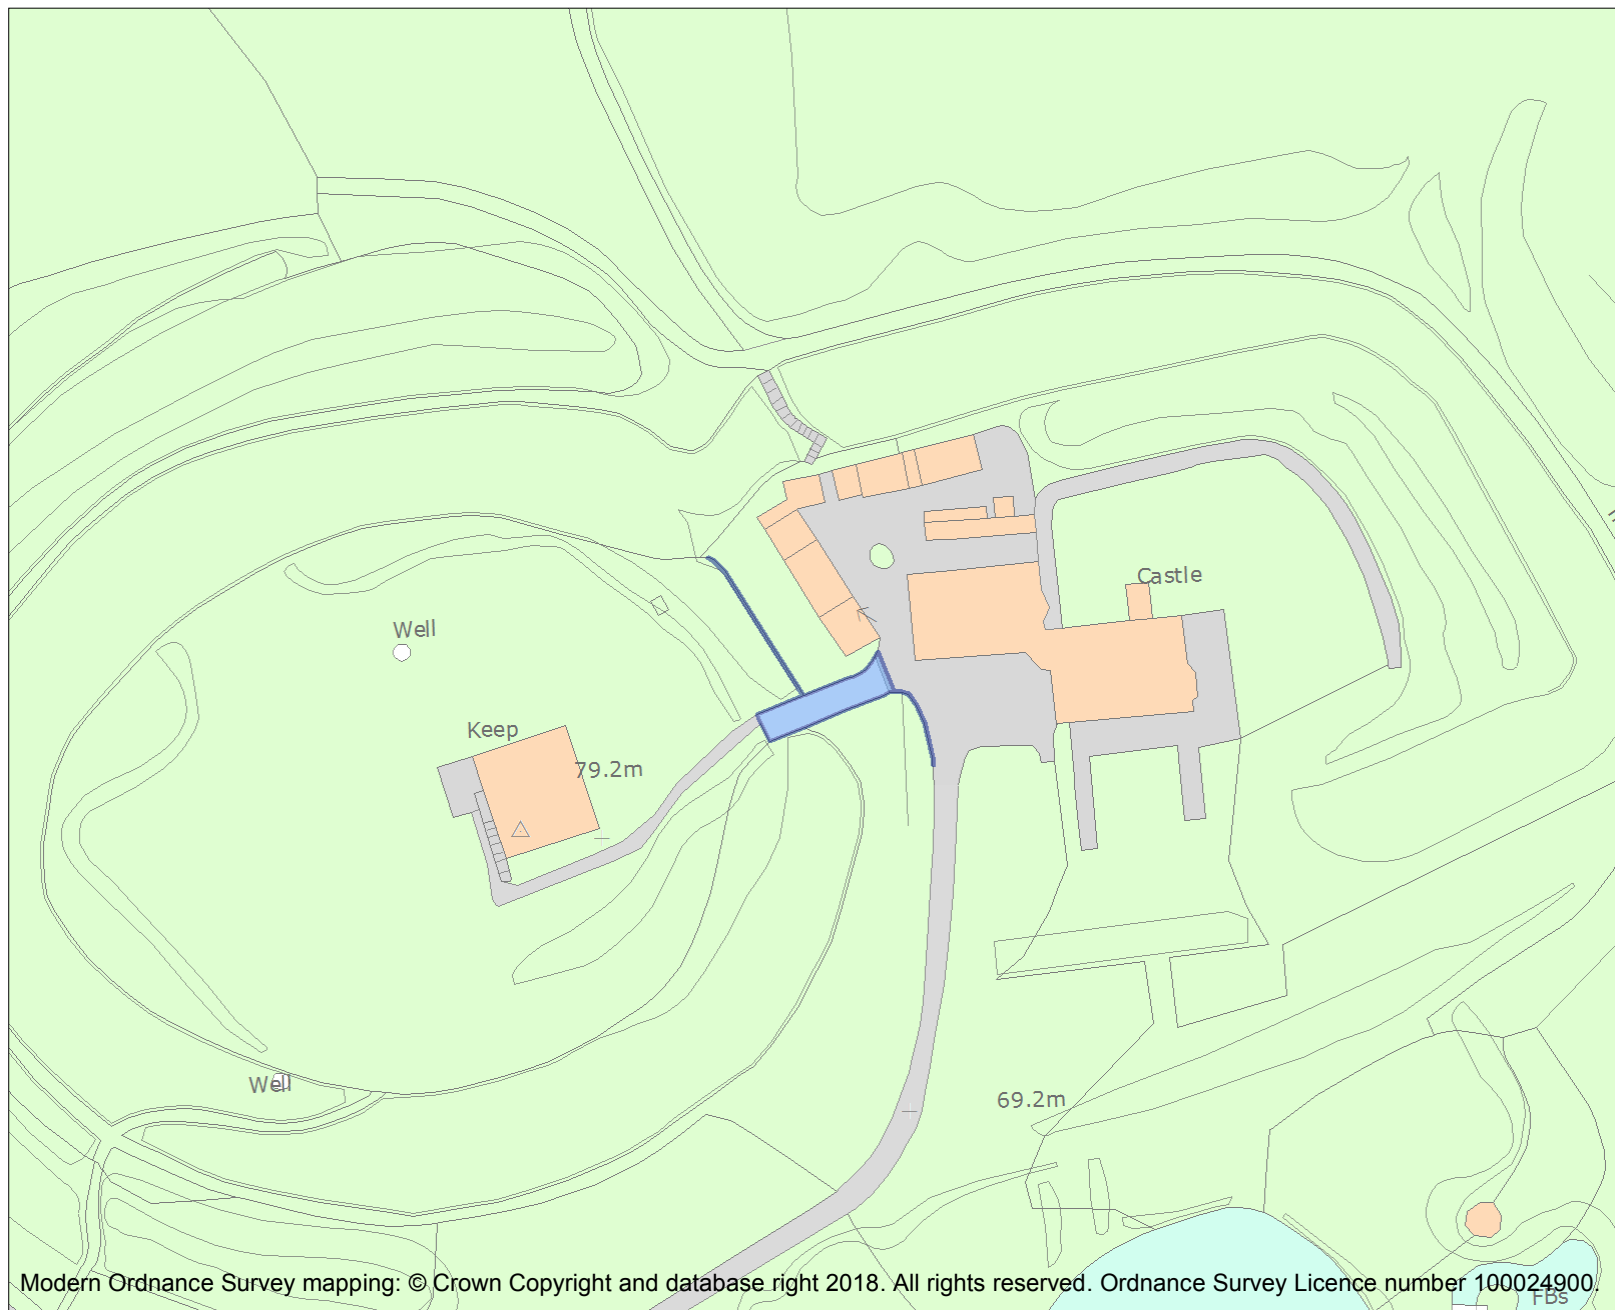 Castle
Well
Keep
79.2m
Well
69.2m
Modern Ordnance Survey mapping: © Crown Copyright and database right 2018. All rights reserved. Ordnance Survey Licence number 100024900.
FBs